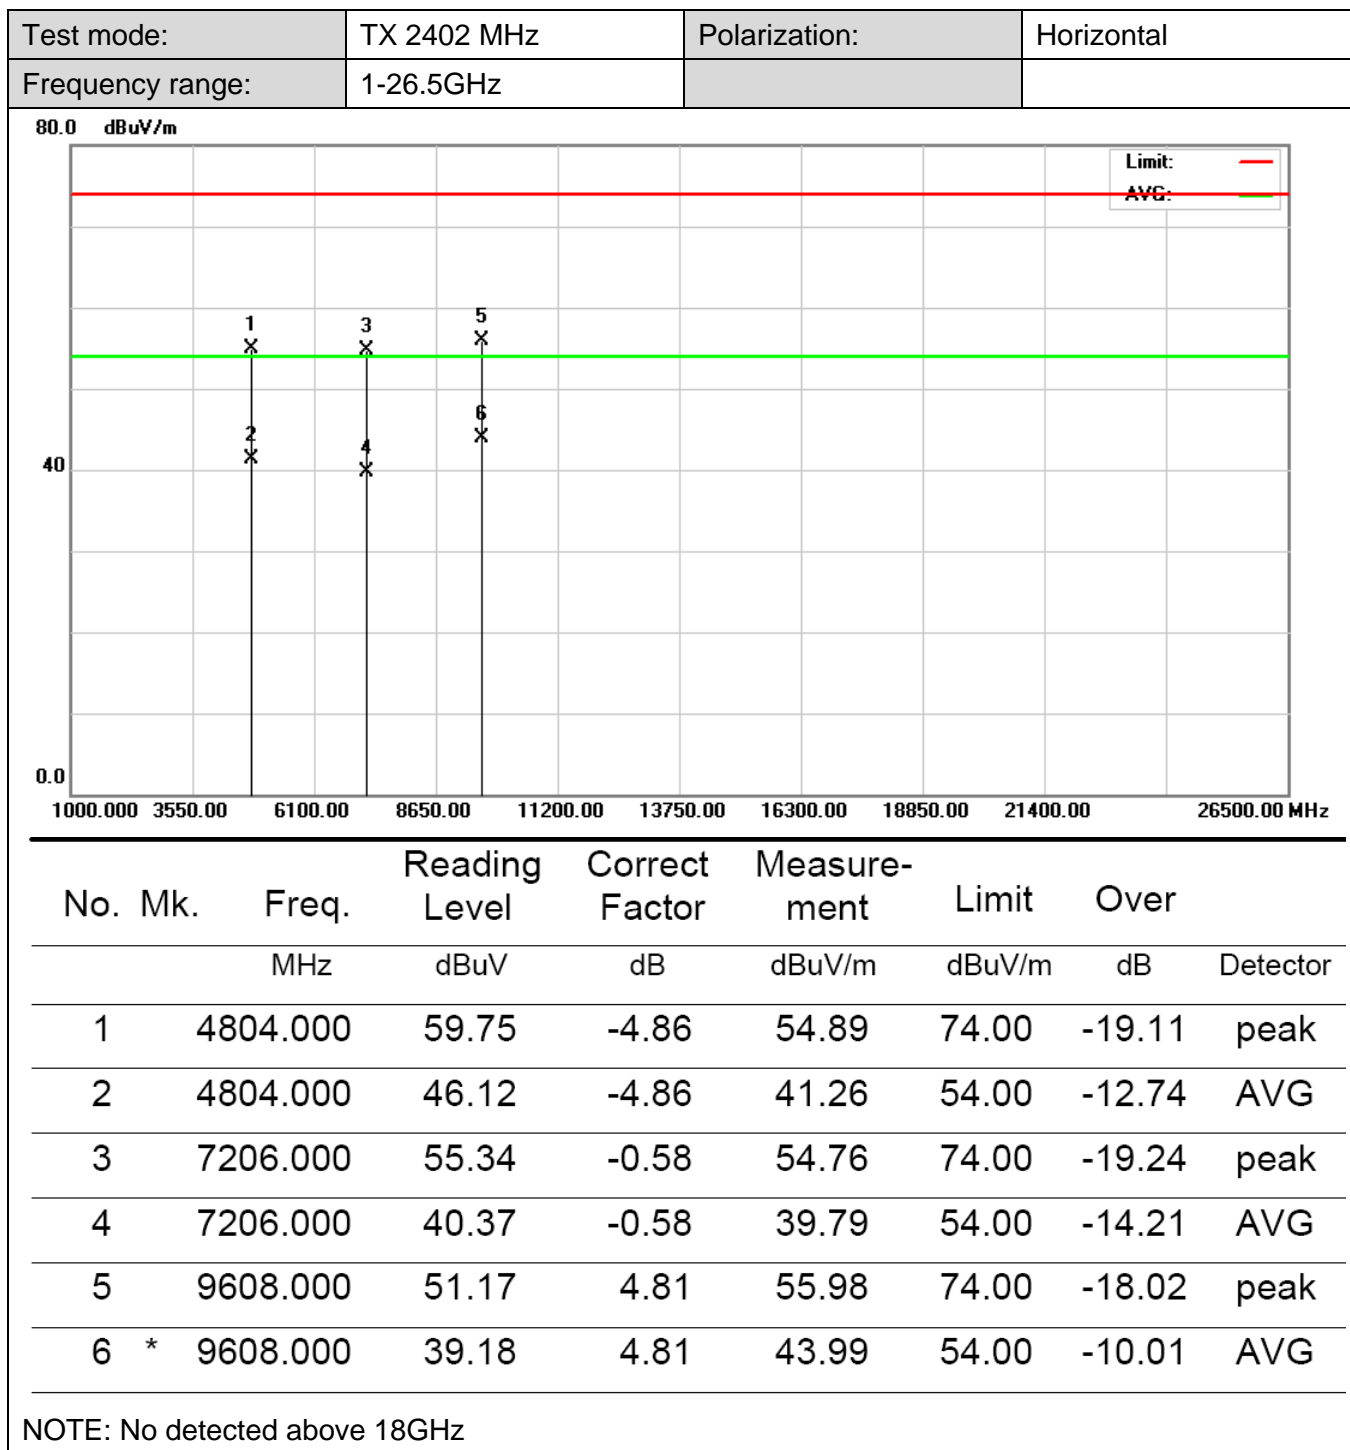 Test mode: TX 2402 MHz Polarization: Horizontal
Frequency range: 1-26.5GHz
80.0 dBuV/m
Limit:
AVG:
1
3
5
6
2
4
40
0.0
1000.000 3550.00 6100.00 8650.00 11200.00 13750.00 16300.00 18850.00 21400.00 26500.00 MHz
No. Mk. Freq. Reading Level Correct Factor Measure-ment Limit Over
MHz dBuV dB dBuV/m dBuV/m dB Detector
1 4804.000 59.75 -4.86 54.89 74.00 -19.11 peak
2 4804.000 46.12 -4.86 41.26 54.00 -12.74 AVG
3 7206.000 55.34 -0.58 54.76 74.00 -19.24 peak
4 7206.000 40.37 -0.58 39.79 54.00 -14.21 AVG
5 9608.000 51.17 4.81 55.98 74.00 -18.02 peak
6 * 9608.000 39.18 4.81 43.99 54.00 -10.01 AVG
NOTE: No detected above 18GHz